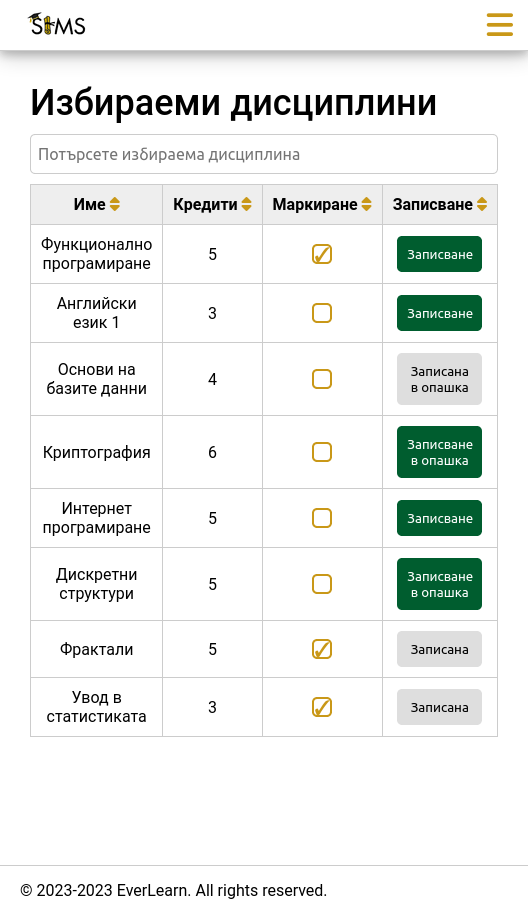 SIMS
Избираеми дисциплини
Потърсете избираема дисциплина
Име Кредити Маркиране Записване
Функционално
програмиране
5
Записване
Английски
език 1
3
Записване
Основи на
базите данни
4
Записана
в опашка
Криптография
6
Записване
в опашка
Интернет
програмиране
5
Записване
Дискретни
структури
5
Записване
в опашка
Фрактали
5
Записана
Увод в
статистиката
3
Записана
© 2023-2023 EverLearn. All rights reserved.